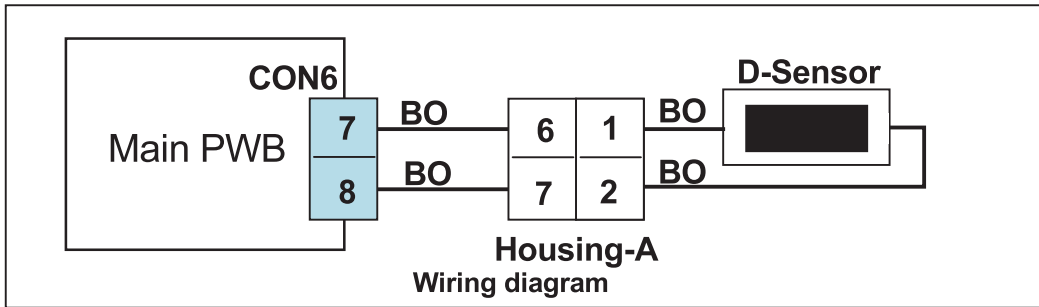 D-Sensor
CON6
BO BO
7 6 1
Main PWB
BO BO
8 7 2
Housing-A
Wiring diagram